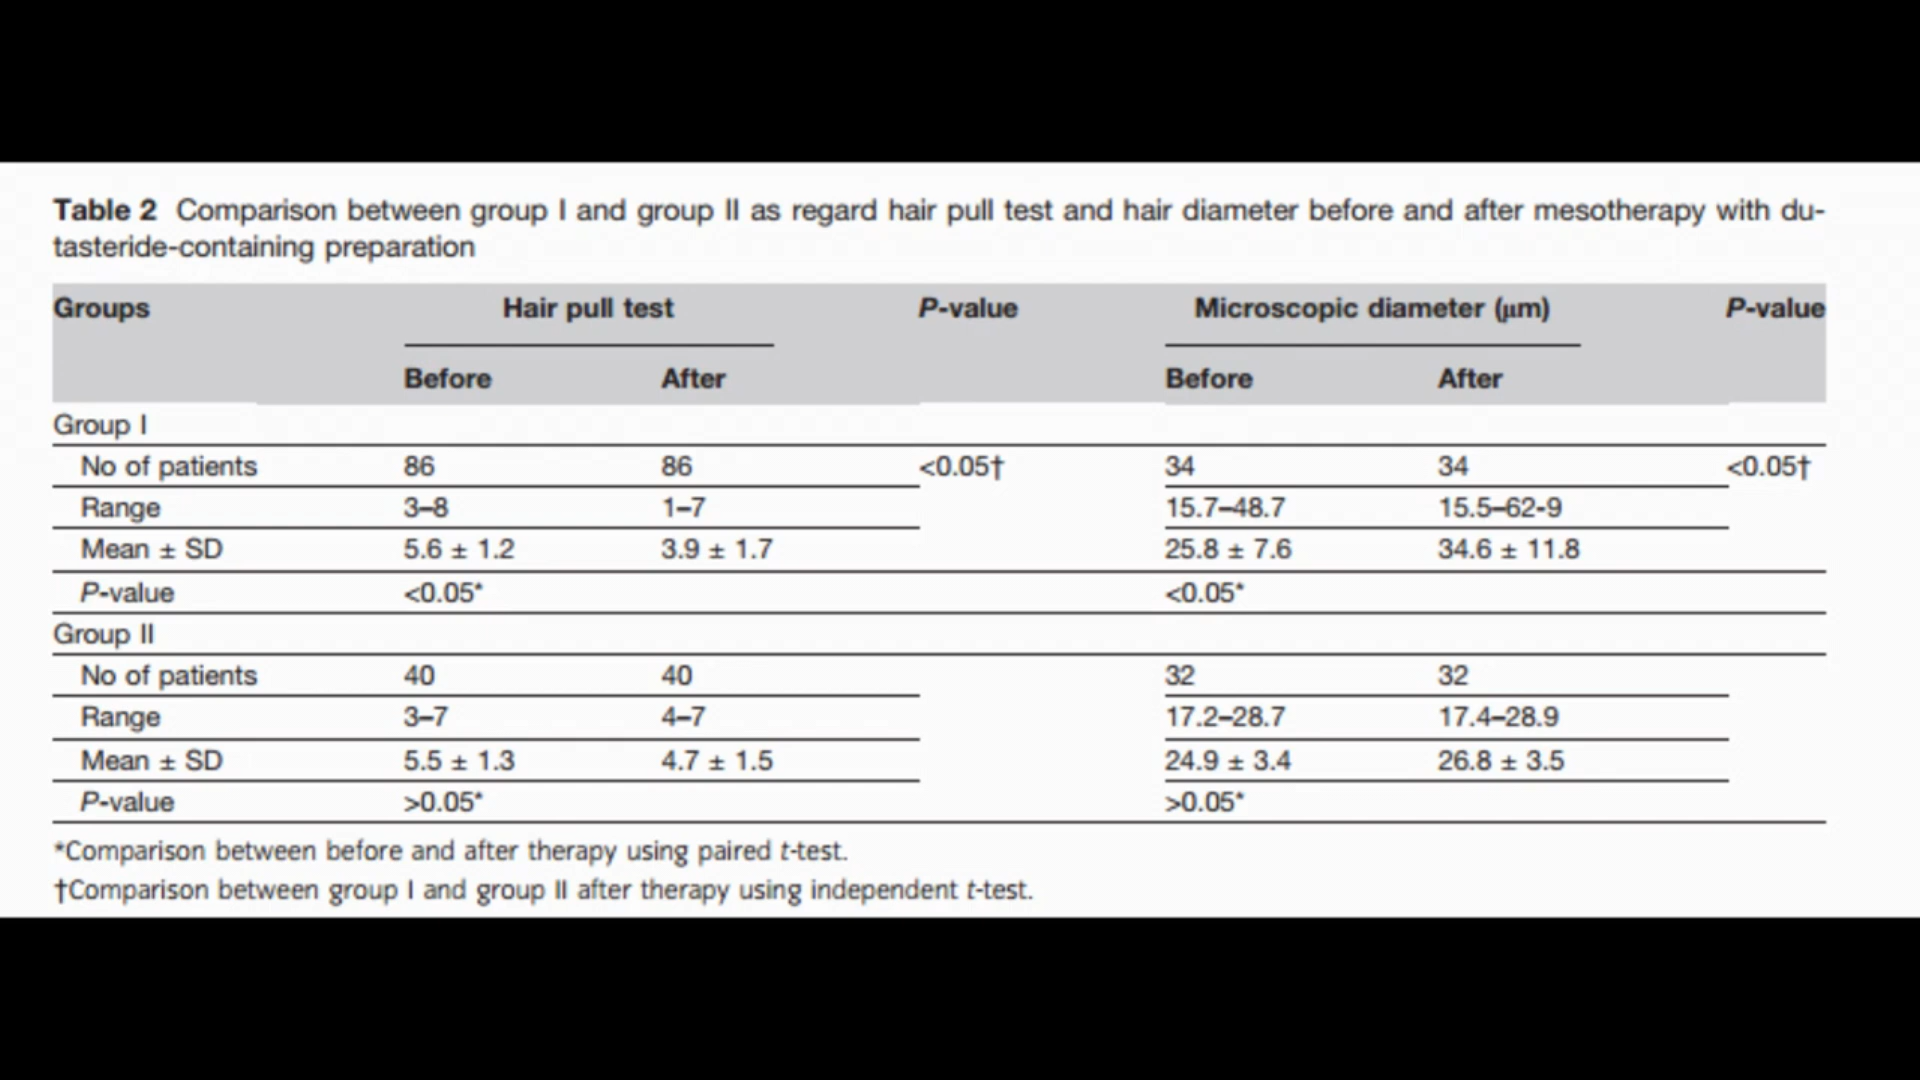 Table 2 Comparison between group I and group II as regard hair pull test and hair diameter before and after mesotherapy with du-
tasteride-containing preparation
Groups Hair pull test P-value Microscopic diameter (μm) P-value
Before After Before After
Group I
No of patients 86 86 <0.05† 34 34 <0.05†
Range 3–8 1–7 15.7–48.7 15.5–62-9
Mean ± SD 5.6 ± 1.2 3.9 ± 1.7 25.8 ± 7.6 34.6 ± 11.8
P-value <0.05* <0.05*
Group II
No of patients 40 40 32 32
Range 3–7 4–7 17.2–28.7 17.4–28.9
Mean ± SD 5.5 ± 1.3 4.7 ± 1.5 24.9 ± 3.4 26.8 ± 3.5
P-value >0.05* >0.05*
*Comparison between before and after therapy using paired t-test.
†Comparison between group I and group II after therapy using independent t-test.